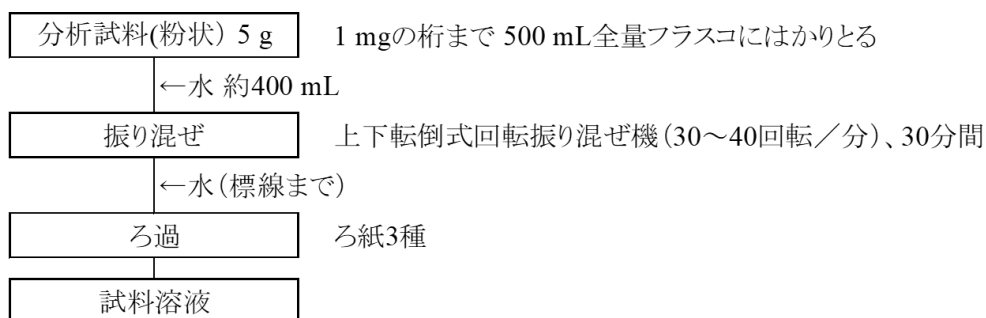 分析試料(粉状) 5 g 1 mgの桁まで 500 mL全量フラスコにはかりとる
←水 約400 mL
振り混ぜ 上下転倒式回転振り混ぜ機(30～40回転／分)、30分間
←水(標線まで)
ろ過 ろ紙3種
試料溶液